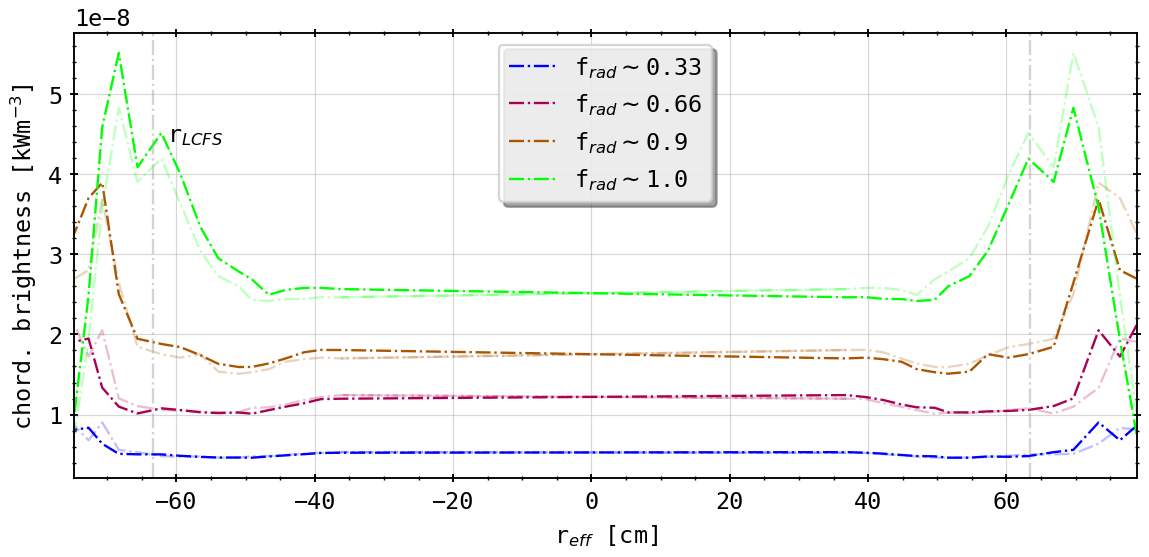 1e−8
chord. brightness [kWm⁻³]
5
4
3
2
1
f_rad ∼ 0.33
f_rad ∼ 0.66
f_rad ∼ 0.9
f_rad ∼ 1.0
r_LCFS
−60 −40 −20 0 20 40 60
r_eff [cm]